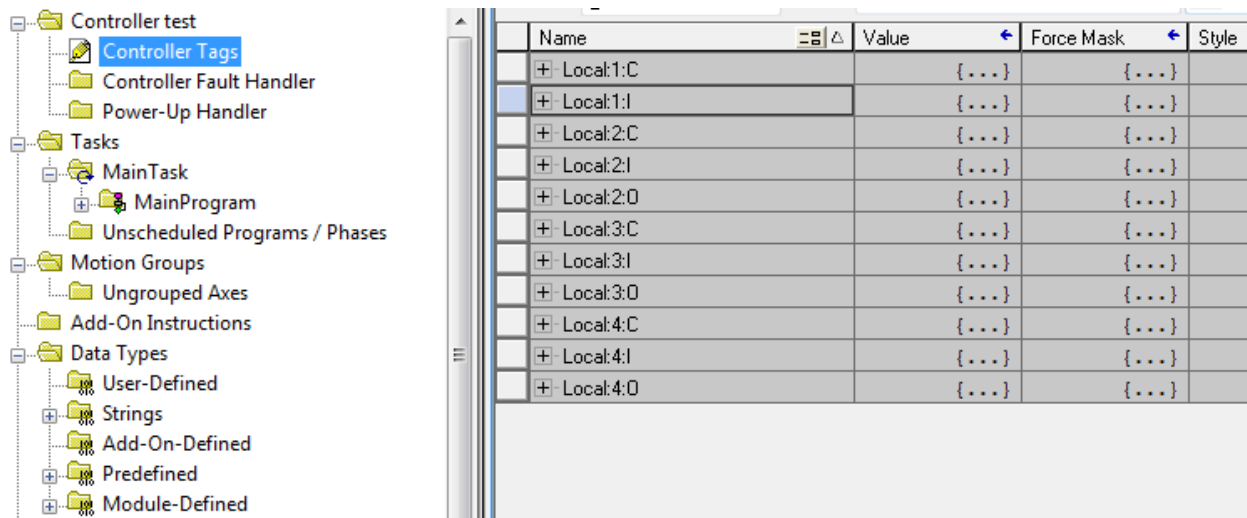 Controller test
Controller Tags
Controller Fault Handler
Power-Up Handler
Tasks
MainTask
MainProgram
Unscheduled Programs / Phases
Motion Groups
Ungrouped Axes
Add-On Instructions
Data Types
User-Defined
Strings
Add-On-Defined
Predefined
Module-Defined
Name Value Force Mask Style
Local:1:C {...} {...}
Local:1:I {...} {...}
Local:2:C {...} {...}
Local:2:I {...} {...}
Local:2:O {...} {...}
Local:3:C {...} {...}
Local:3:I {...} {...}
Local:3:O {...} {...}
Local:4:C {...} {...}
Local:4:I {...} {...}
Local:4:O {...} {...}